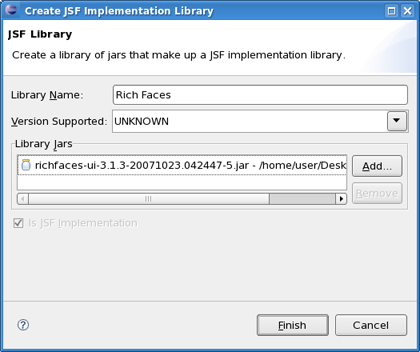 Create JSF Implementation Library
JSF Library
Create a library of jars that make up a JSF implementation library.
Library Name: Rich Faces
Version Supported: UNKNOWN
Library Jars
richfaces-ui-3.1.3-20071023.042447-5.jar - /home/user/Desk
Add...
Remove
Is JSF Implementation
Finish Cancel